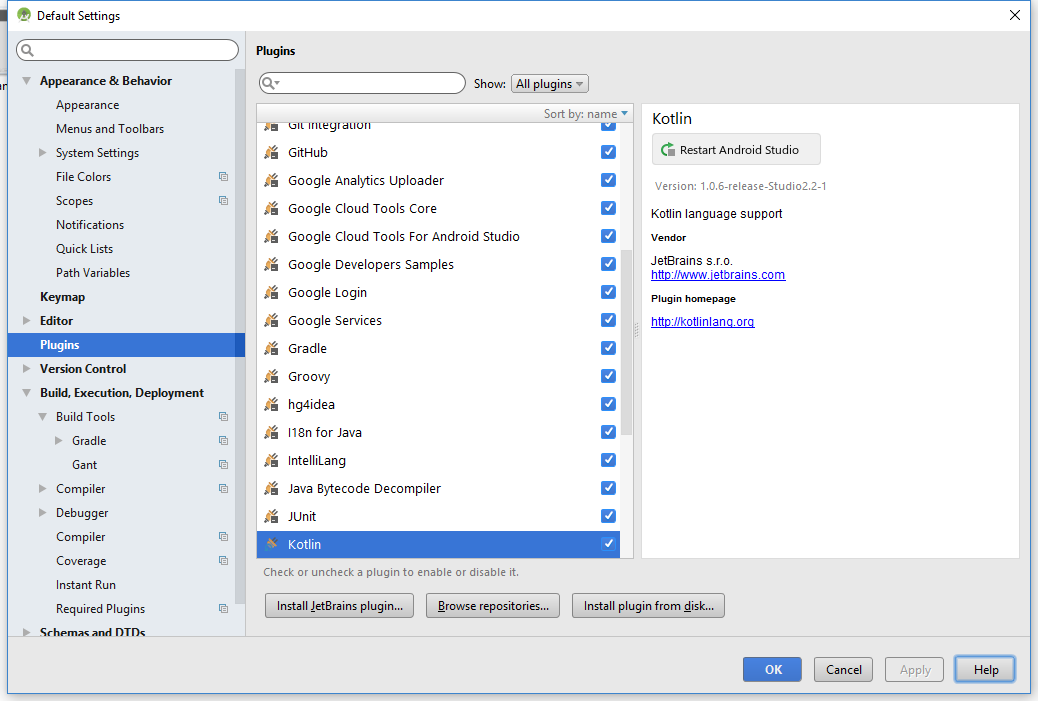 Default Settings
Appearance & Behavior
Appearance
Menus and Toolbars
System Settings
File Colors
Scopes
Notifications
Quick Lists
Path Variables
Keymap
Editor
Plugins
Version Control
Build, Execution, Deployment
Build Tools
Gradle
Gant
Compiler
Debugger
Compiler
Coverage
Instant Run
Required Plugins
Schemas and DTDs
Plugins
Show: All plugins
Sort by: name
Git Integration
GitHub
Google Analytics Uploader
Google Cloud Tools Core
Google Cloud Tools For Android Studio
Google Developers Samples
Google Login
Google Services
Gradle
Groovy
hg4idea
I18n for Java
IntelliLang
Java Bytecode Decompiler
JUnit
Kotlin
Check or uncheck a plugin to enable or disable it.
Install JetBrains plugin...
Browse repositories...
Install plugin from disk...
Kotlin
Restart Android Studio
Version: 1.0.6-release-Studio2.2-1
Kotlin language support
Vendor
JetBrains s.r.o.
http://www.jetbrains.com
Plugin homepage
http://kotlinlang.org
OK
Cancel
Apply
Help